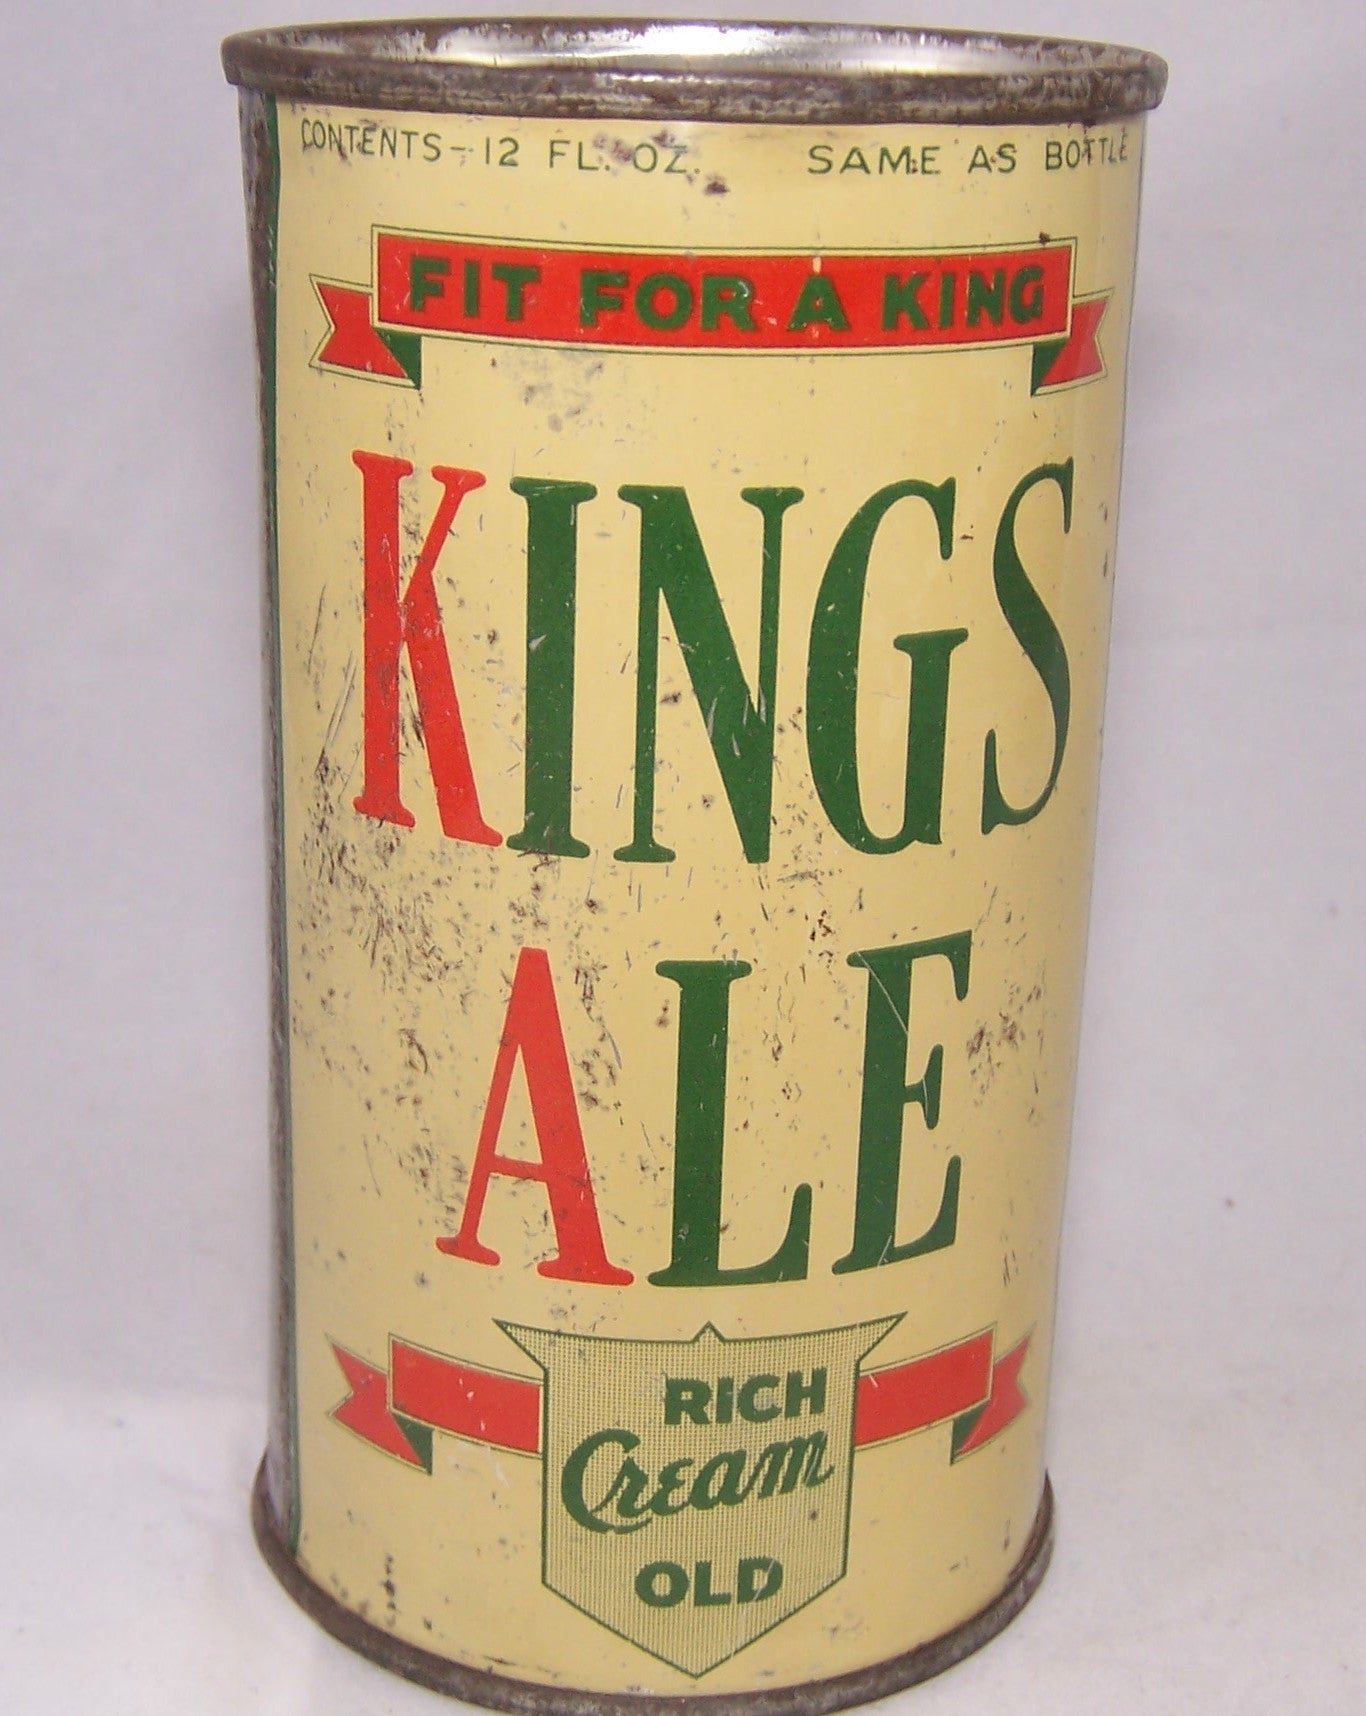 CONTENTS-12 FL. OZ. SAME AS BOTTLE
FIT FOR A KING
KINGS
ALE
RICH
Cream
OLD